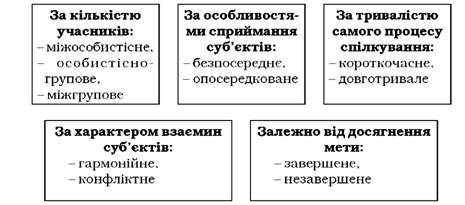 За кількістю
учасників:
– міжособистісне,
– особистісно-
групове,
– міжгрупове
За особливостя-
ми сприймання
суб’єктів:
– безпосереднє,
– опосередковане
За тривалістю
самого процесу
спілкування:
– короткочасне,
– довготривале
За характером взаємин
суб’єктів:
– гармонійне,
– конфліктне
Залежно від досягнення
мети:
– завершене,
– незавершене